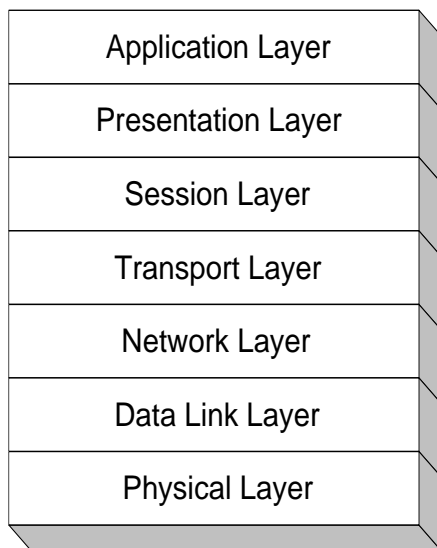 Application Layer
Presentation Layer
Session Layer
Transport Layer
Network Layer
Data Link Layer
Physical Layer